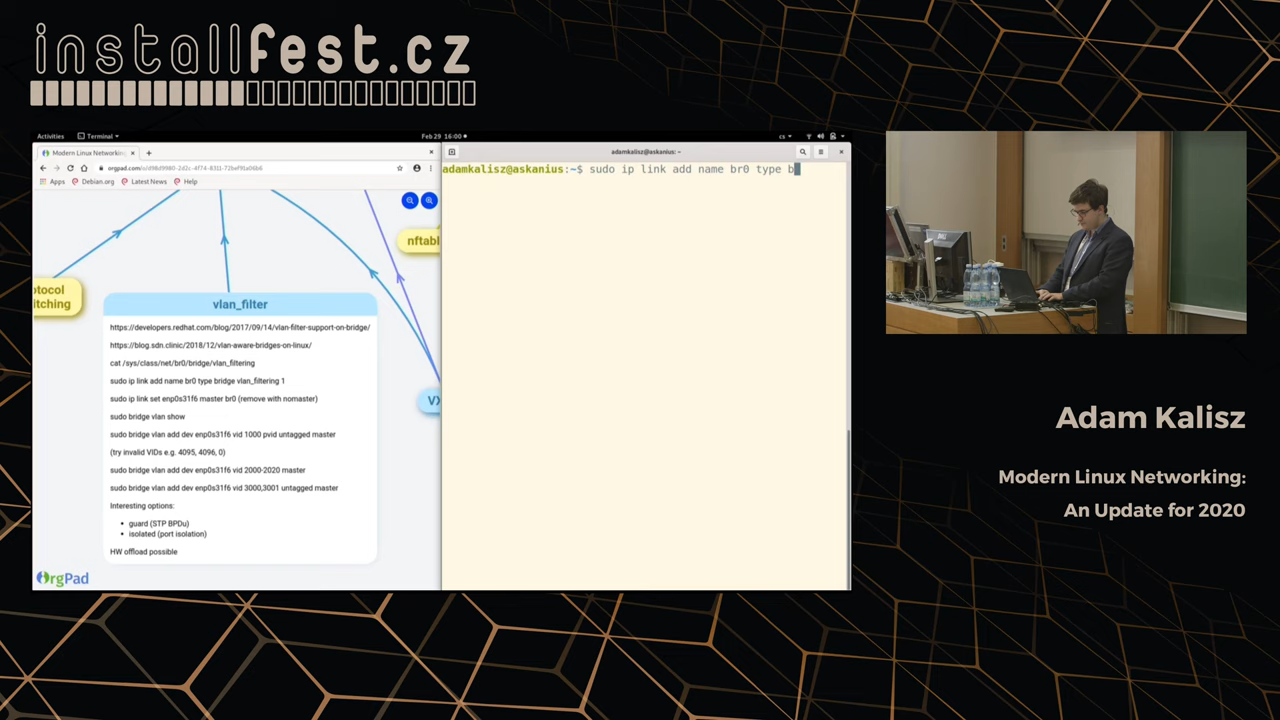 installfest.cz
Activities
Terminal
Feb 29 16:00
cs
Modern Linux Networking:
Apps
Debian.org
Latest News
Help
adamkalisz@askanius: ~
adamkalisz@askanius:~$ sudo ip link add name br0 type b
nftabl
otocol
itching
vlan_filter
https://developers.redhat.com/blog/2017/09/14/vlan-filter-support-on-bridge/
https://blog.sdn.clinic/2018/12/vlan-aware-bridges-on-linux/
cat /sys/class/net/br0/bridge/vlan_filtering
sudo ip link add name br0 type bridge vlan_filtering 1
sudo ip link set enp0s31f6 master br0 (remove with nomaster)
sudo bridge vlan show
sudo bridge vlan add dev enp0s31f6 vid 1000 pvid untagged master
(try invalid VIDs e.g. 4095, 4096, 0)
sudo bridge vlan add dev enp0s31f6 vid 2000-2020 master
sudo bridge vlan add dev enp0s31f6 vid 3000,3001 untagged master
Interesting options:
• guard (STP BPDu)
• isolated (port isolation)
HW offload possible
VX
OrgPad
Adam Kalisz
Modern Linux Networking:
An Update for 2020